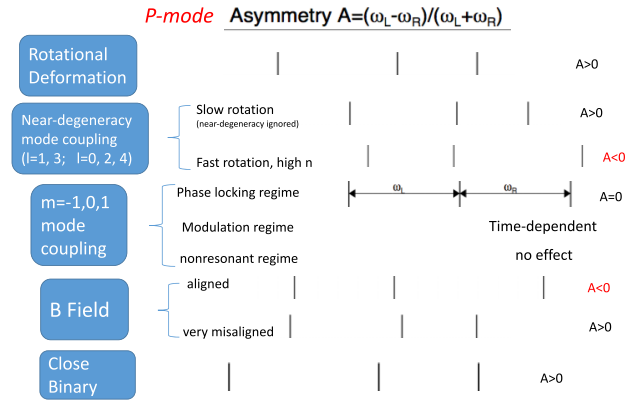 P-mode Asymmetry A=(ωL-ωR)/(ωL+ωR)
Rotational
Deformation
A>0
Near-degeneracy
mode coupling
(l=1, 3; l=0, 2, 4)
Slow rotation
(near-degeneracy ignored)
A>0
Fast rotation, high n
A<0
m=-1,0,1
mode
coupling
Phase locking regime
ωL
ωR
A=0
Modulation regime
Time-dependent
nonresonant regime
no effect
B Field
aligned
A<0
very misaligned
A>0
Close
Binary
A>0